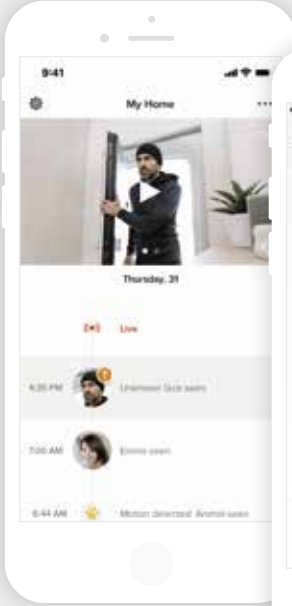 9:41
My Home
Thursday, 31
Live
4:35 PM Unknown face seen
7:00 AM Emma seen
6:44 AM Motion detected Animal seen